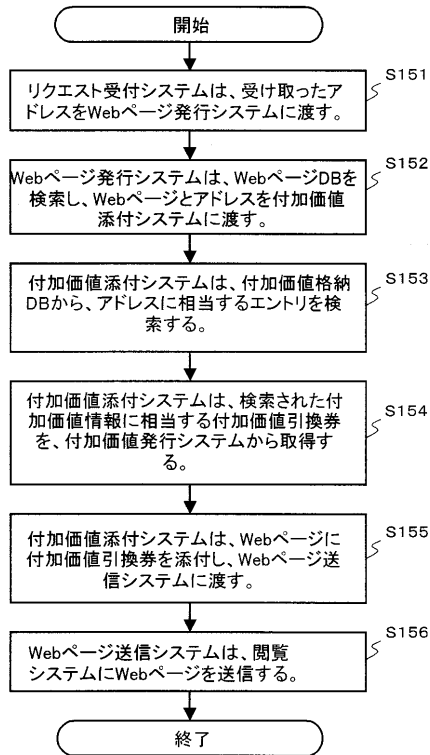 開始
S151
リクエスト受付システムは、受け取ったア
ドレスをWebページ発行システムに渡す。
S152
Webページ発行システムは、WebページDBを
検索し、Webページとアドレスを付加価値
添付システムに渡す。
S153
付加価値添付システムは、付加価値格納
DBから、アドレスに相当するエントリを検
索する。
S154
付加価値添付システムは、検索された付
加価値情報に相当する付加価値引換券
を、付加価値発行システムから取得す
る。
S155
付加価値添付システムは、Webページに
付加価値引換券を添付し、Webページ送
信システムに渡す。
S156
Webページ送信システムは、閲覧
システムにWebページを送信する。
終了